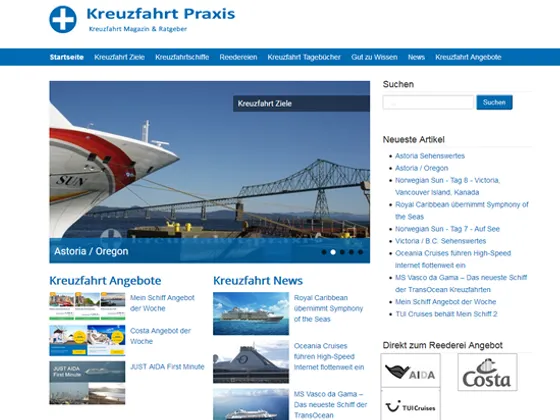 Kreuzfahrt Praxis
Kreuzfahrt Magazin & Ratgeber
Startseite Kreuzfahrt Ziele Kreuzfahrtschiffe Reedereien Kreuzfahrt Tagebücher Gut zu Wissen News Kreuzfahrt Angebote
Kreuzfahrt Ziele
SUN
Astoria / Oregon
Kreuzfahrt Angebote
Mein Schiff Angebot
der Woche
Costa Angebot der
Woche
JUST AIDA
JUST AIDA First Minute
Kreuzfahrt News
Royal Caribbean
übernimmt Symphony
of the Seas
Oceania Cruises
führen High-Speed
Internet flottenweit ein
MS Vasco da Gama –
Das neueste Schiff der
TransOcean
Suchen
Suchen
Neueste Artikel
Astoria Sehenswertes
Astoria / Oregon
Norwegian Sun - Tag 8 - Victoria,
Vancouver Island, Kanada
Royal Caribbean übernimmt Symphony of
the Seas
Norwegian Sun - Tag 7 - Auf See
Victoria / B.C. Sehenswertes
Oceania Cruises führen High-Speed
Internet flottenweit ein
MS Vasco da Gama – Das neueste Schiff
der TransOcean Kreuzfahrten
Mein Schiff Angebot der Woche
TUI Cruises behält Mein Schiff 2
Direkt zum Reederei Angebot
AIDA
Costa
TUI Cruises